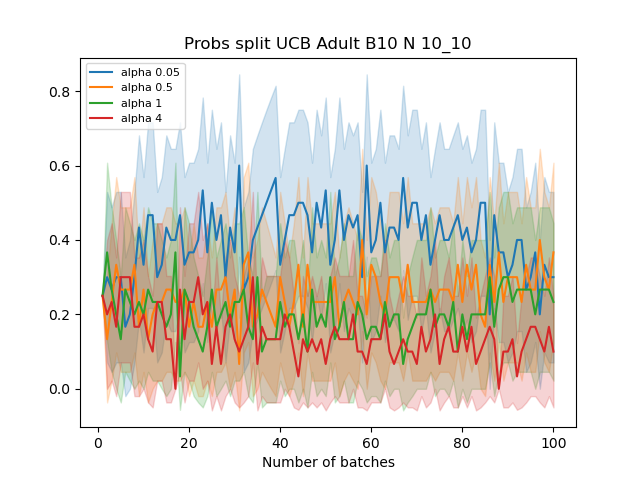 Probs split UCB Adult B10 N 10_10
alpha 0.05
alpha 0.5
alpha 1
alpha 4
0.8
0.6
0.4
0.2
0.0
0 20 40 60 80 100
Number of batches